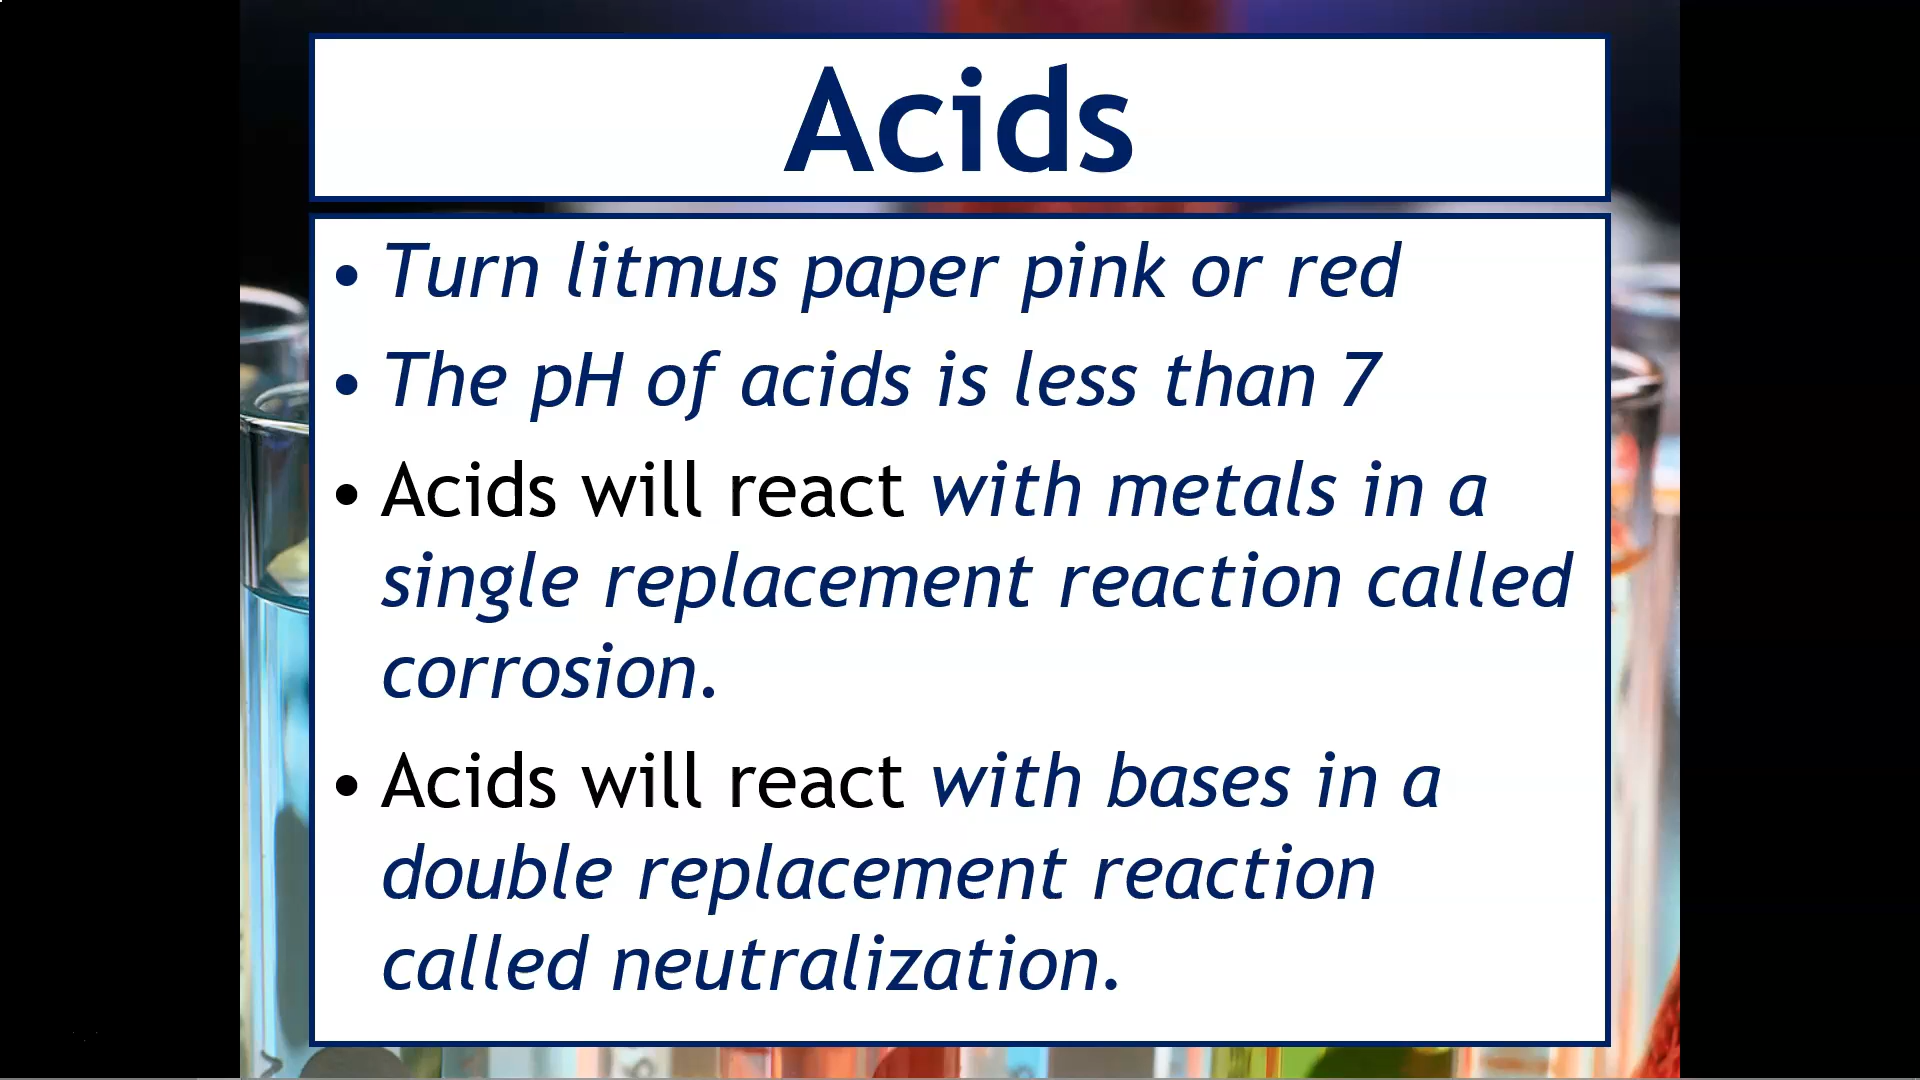 Acids
• Turn litmus paper pink or red
• The pH of acids is less than 7
• Acids will react with metals in a
single replacement reaction called
corrosion.
• Acids will react with bases in a
double replacement reaction
called neutralization.